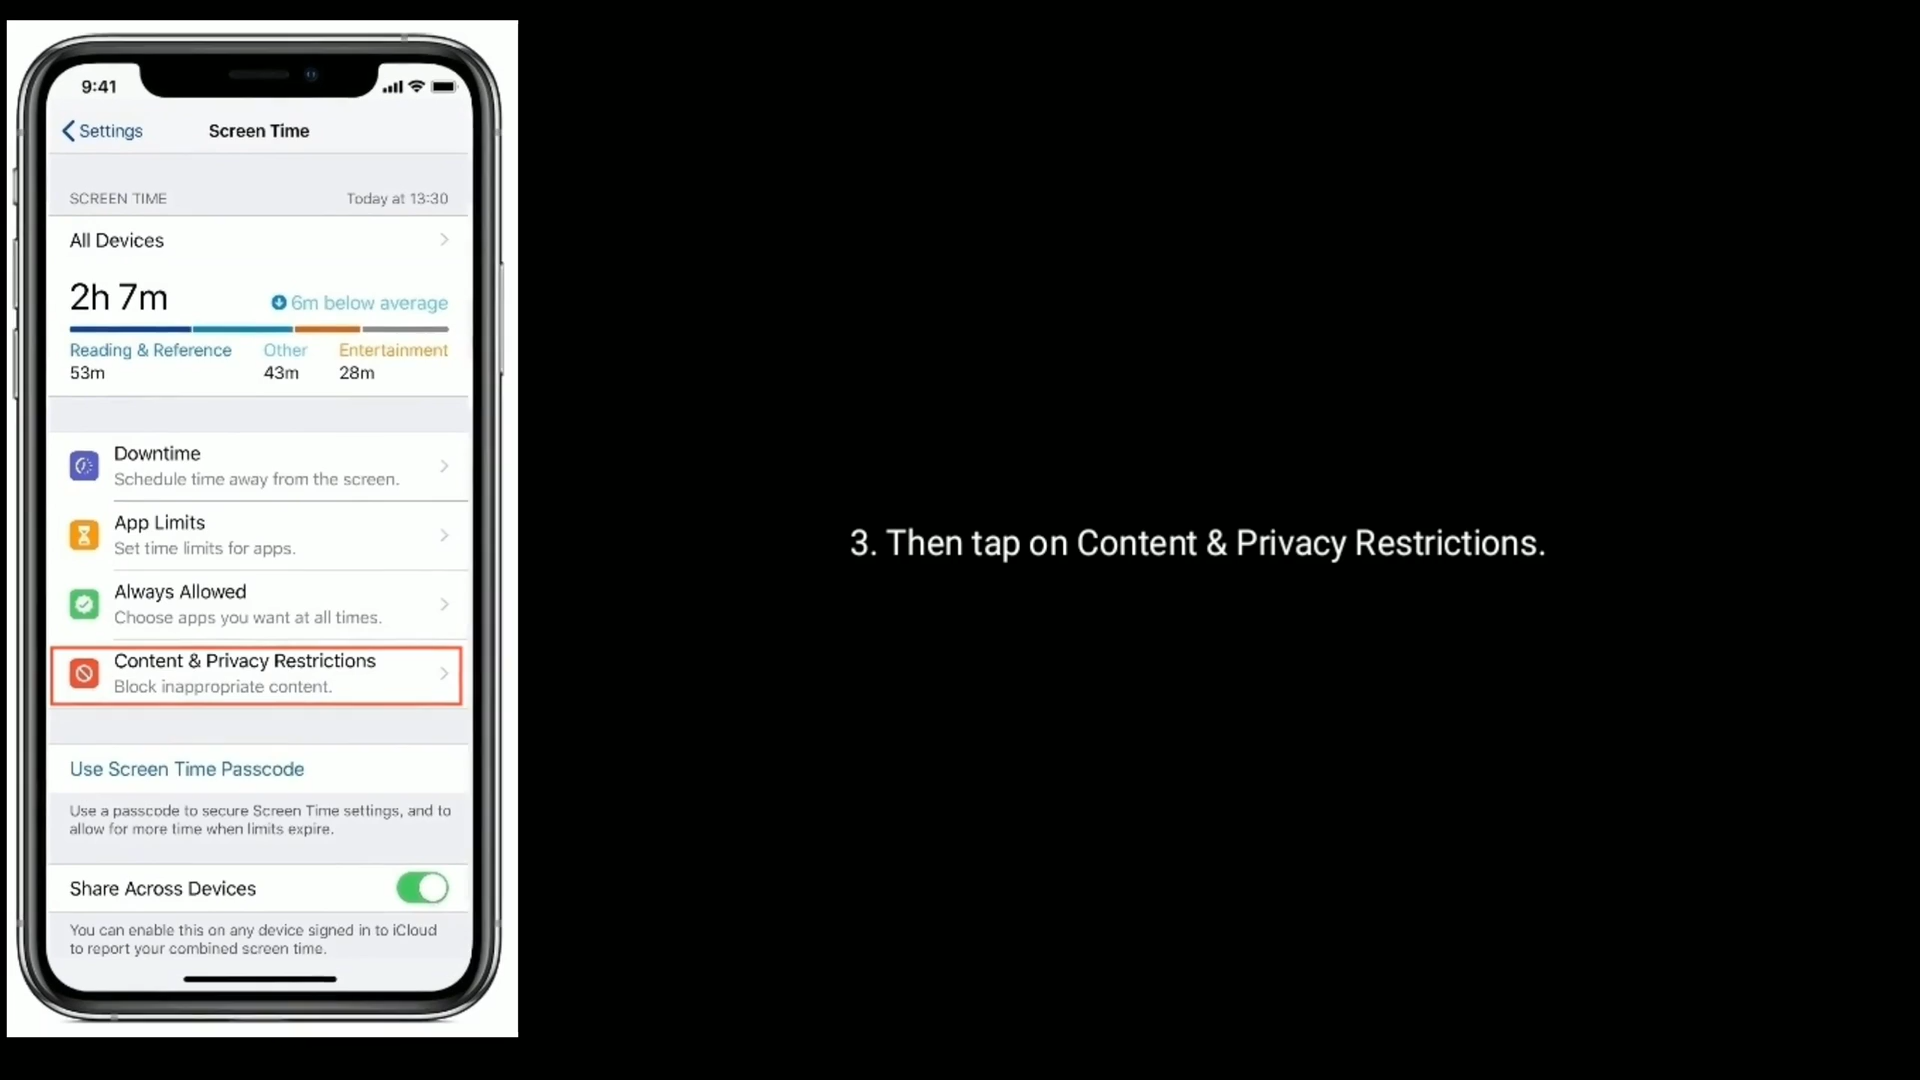 9:41
Settings
Screen Time
SCREEN TIME
Today at 13:30
All Devices
2h 7m
6m below average
Reading & Reference
Other
Entertainment
53m
43m
28m
Downtime
Schedule time away from the screen.
App Limits
Set time limits for apps.
Always Allowed
Choose apps you want at all times.
Content & Privacy Restrictions
Block inappropriate content.
Use Screen Time Passcode
Use a passcode to secure Screen Time settings, and to
allow for more time when limits expire.
Share Across Devices
You can enable this on any device signed in to iCloud
to report your combined screen time.
3. Then tap on Content & Privacy Restrictions.